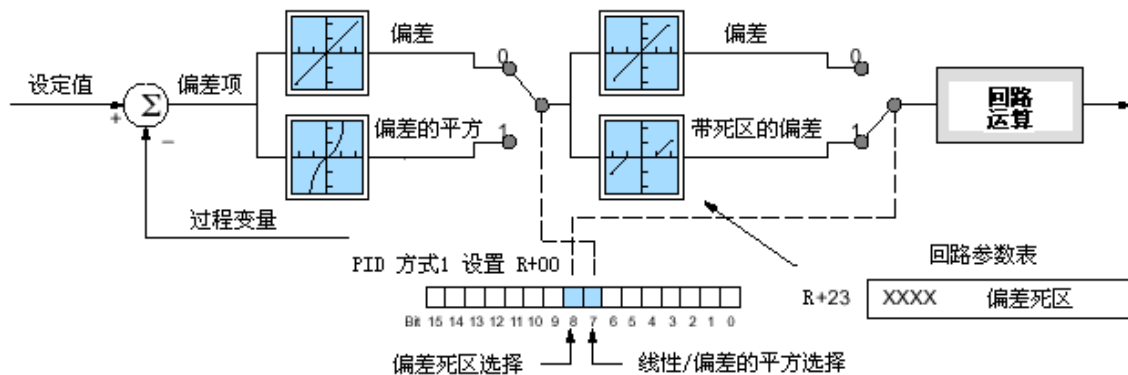 偏差
偏差
0
0
设定值
偏差项
Σ
+
−
回路
运算
偏差的平方
1
带死区的偏差
1
过程变量
回路参数表
PID 方式1 设置 R+00
R+23 XXXX 偏差死区
Bit 15 14 13 12 11 10 9 8 7 6 5 4 3 2 1 0
偏差死区选择
线性/偏差的平方选择